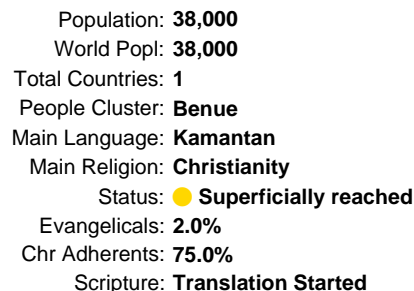 Population: 38,000
World Popl: 38,000
Total Countries: 1
People Cluster: Benue
Main Language: Kamantan
Main Religion: Christianity
Status: Superficially reached
Evangelicals: 2.0%
Chr Adherents: 75.0%
Scripture: Translation Started